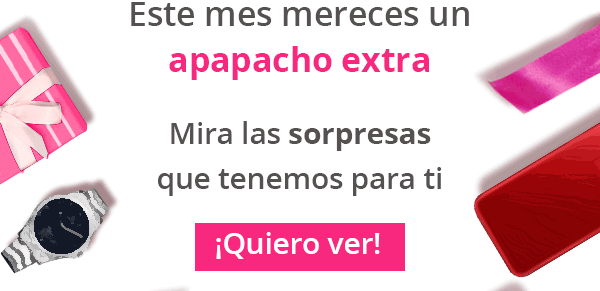 Este mes mereces un
apapacho extra
Mira las sorpresas
que tenemos para ti
¡Quiero ver!